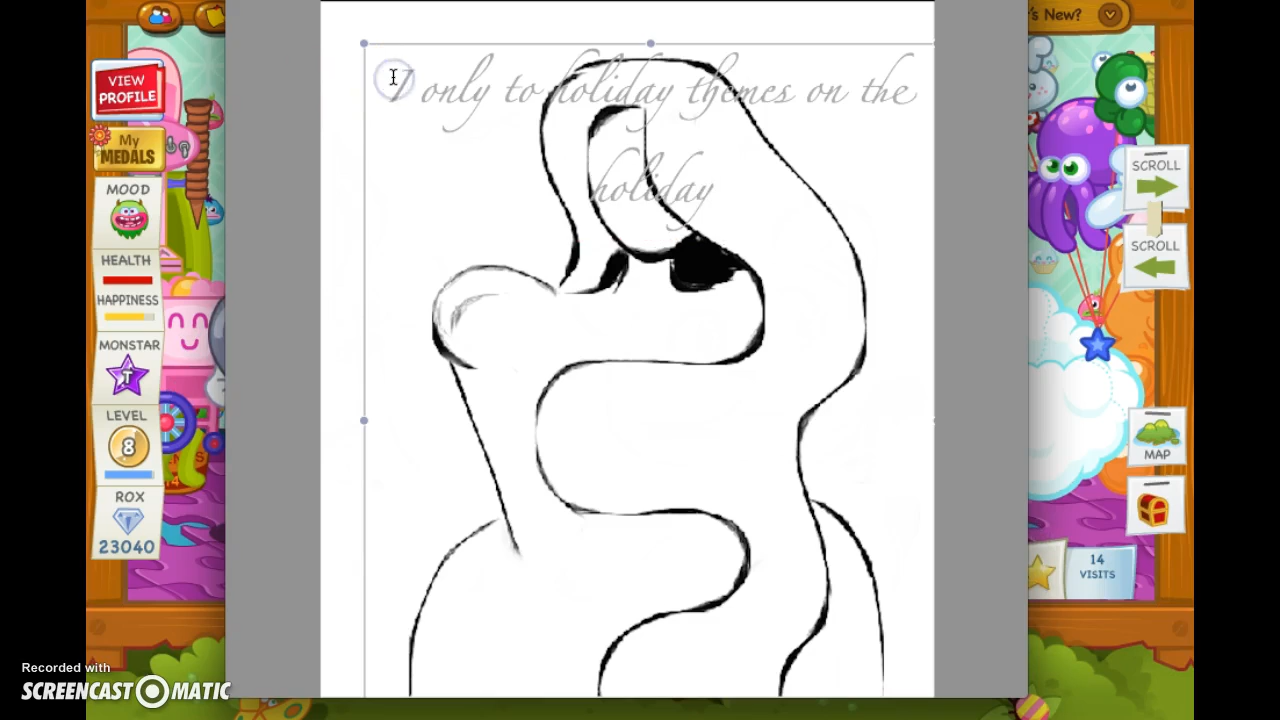 's New?
VIEW
PROFILE
My
MEDALS
MOOD
HEALTH
HAPPINESS
MONSTAR
T
LEVEL
8
ROX
23040
I only to holiday themes on the
holiday
SCROLL
SCROLL
MAP
14
VISITS
Recorded with
SCREENCAST MATIC